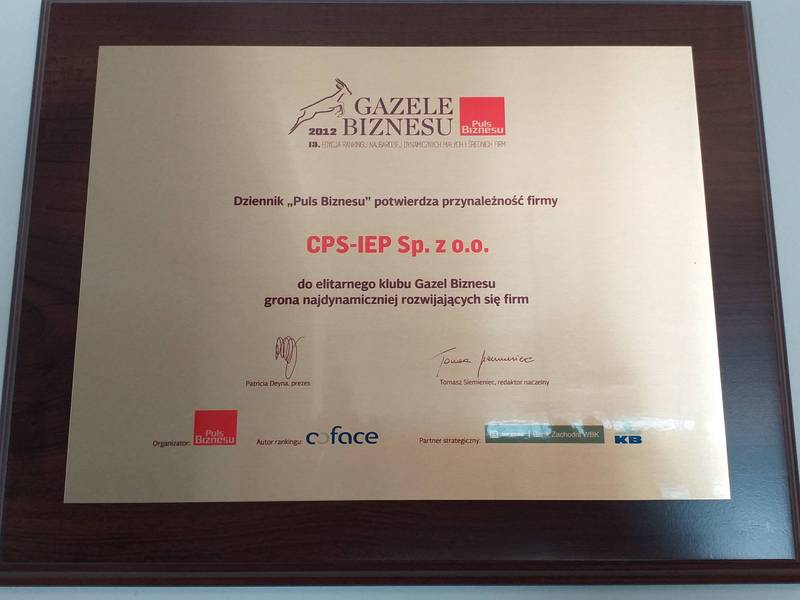 GAZELE
2012 BIZNESU
Puls
Biznesu
13. EDYCJA RANKINGU NAJBARDZIEJ DYNAMICZNYCH MAŁYCH I ŚREDNICH FIRM
Dziennik „Puls Biznesu” potwierdza przynależność firmy
CPS-IEP Sp. z o.o.
do elitarnego klubu Gazel Biznesu
grona najdynamiczniej rozwijających się firm
Patricia Deyna, prezes
Tomasz Siemieniec, redaktor naczelny
Organizator: Puls Biznesu
Autor rankingu: coface
Partner strategiczny: Zachodni WBK
KB